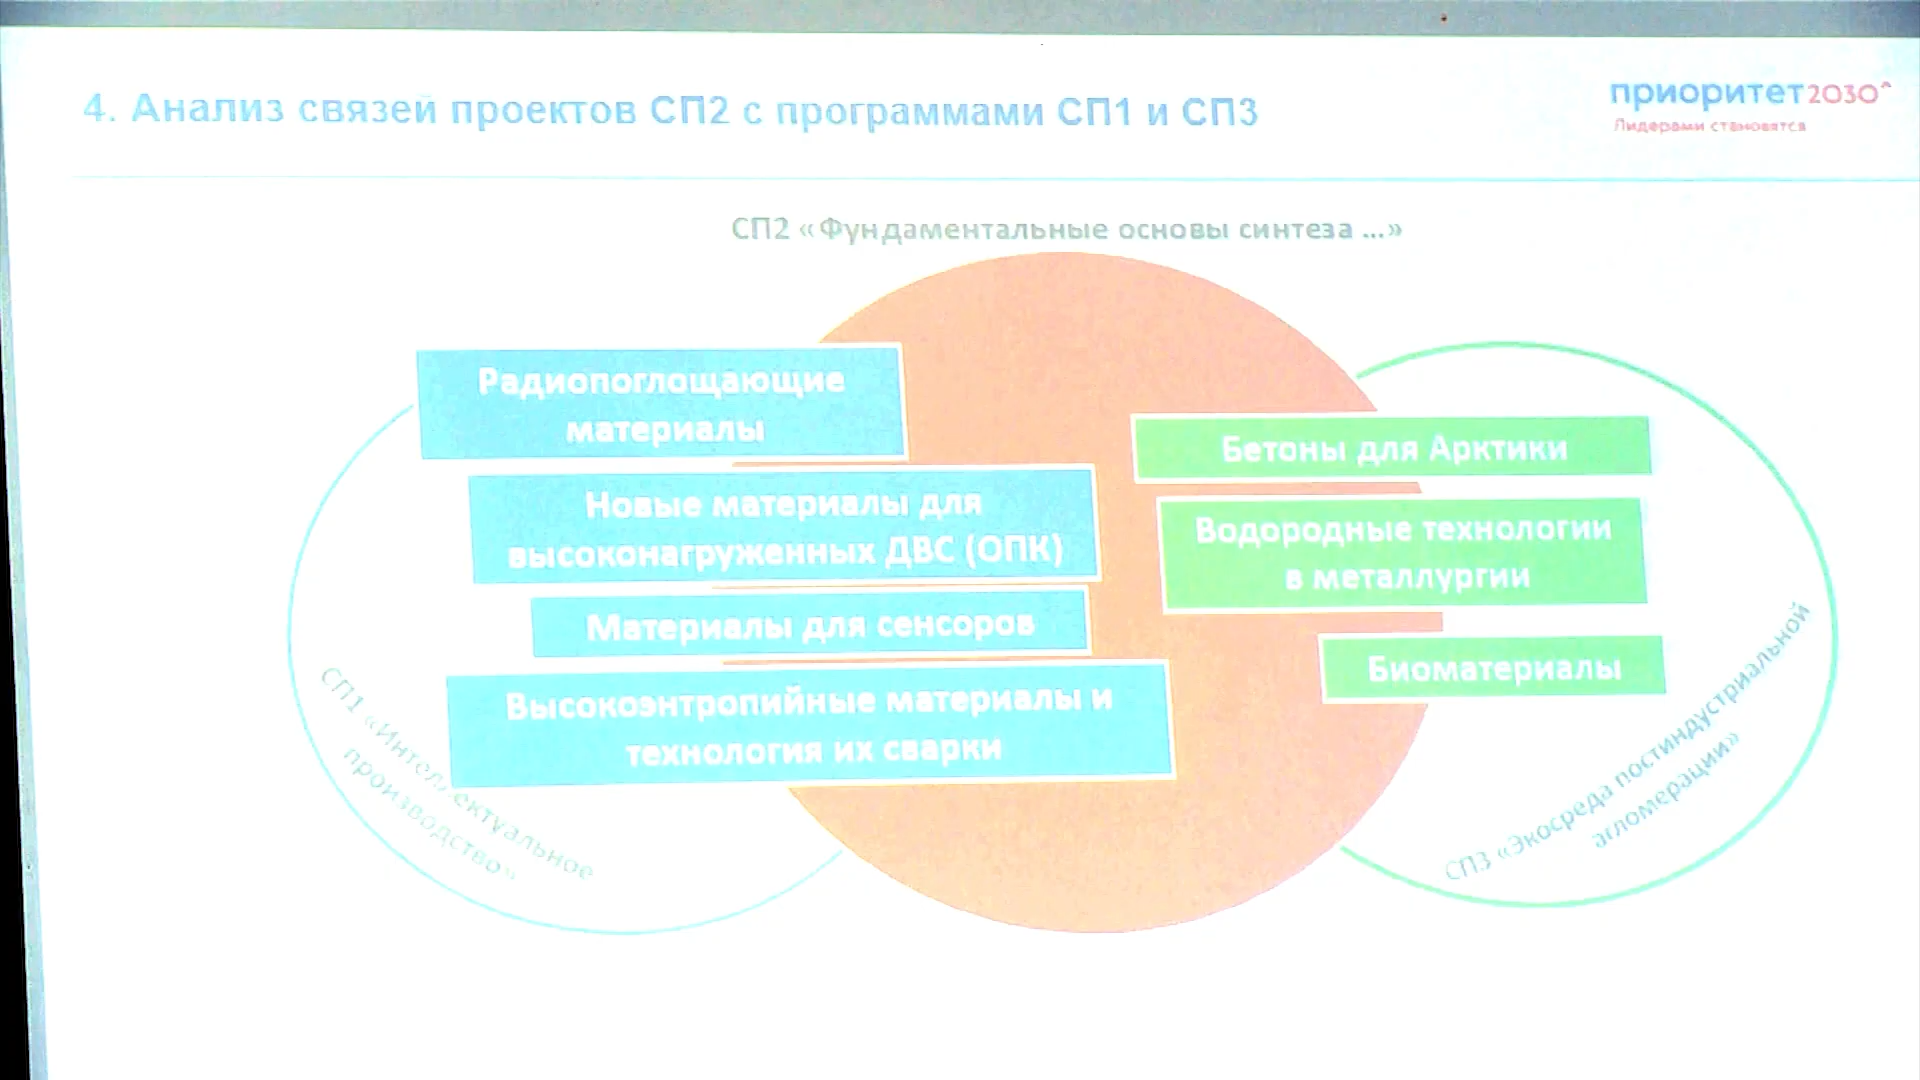 4. Анализ связей проектов СП2 с программами СП1 и СП3
приоритет2030^
Лидерами становятся
СП2 «Фундаментальные основы синтеза ...»
Радиопоглощающие
материалы
Новые материалы для
высоконагруженных ДВС (ОПК)
Материалы для сенсоров
Высокоэнтропийные материалы и
технология их сварки
Бетоны для Арктики
Водородные технологии
в металлургии
Биоматериалы
СП1 «Интеллектуальное
производство»
СП3 «Экосреда постиндустриальной
агломерации»